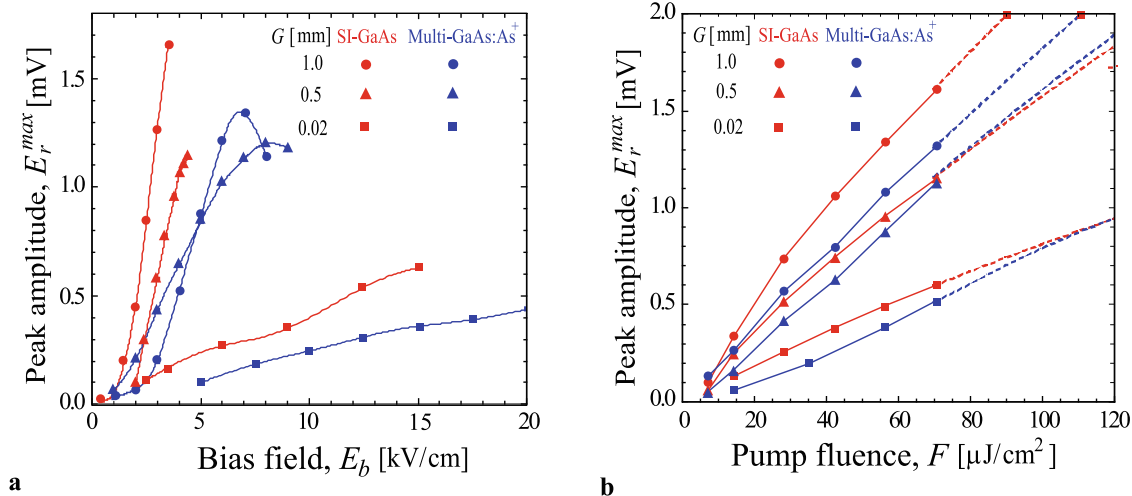 G [mm] SI-GaAs Multi-GaAs:As+
1.0
0.5
0.02
Peak amplitude, E_r^max [mV]
1.5
1.0
0.5
0.0
0 5 10 15 20
Bias field, E_b [kV/cm]
a
G [mm] SI-GaAs Multi-GaAs:As+
1.0
0.5
0.02
Peak amplitude, E_r^max [mV]
2.0
1.5
1.0
0.5
0.0
0 20 40 60 80 100 120
Pump fluence, F [µJ/cm²]
b